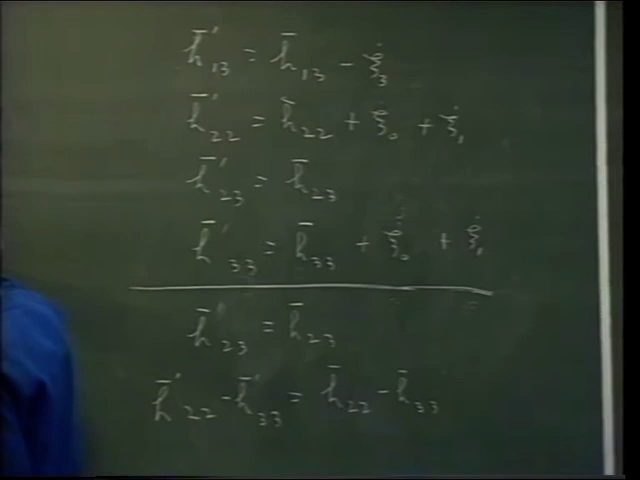 h̄'₁₃ = h̄₁₃ - ξ̇₃
h̄'₂₂ = h̄₂₂ + ξ̇₀ + ξ̇₁
h̄'₂₃ = h̄₂₃
h̄'₃₃ = h̄₃₃ + ξ̇₀ + ξ̇₁
h̄'₂₃ = h̄₂₃
h̄'₂₂ - h̄'₃₃ = h̄₂₂ - h̄₃₃